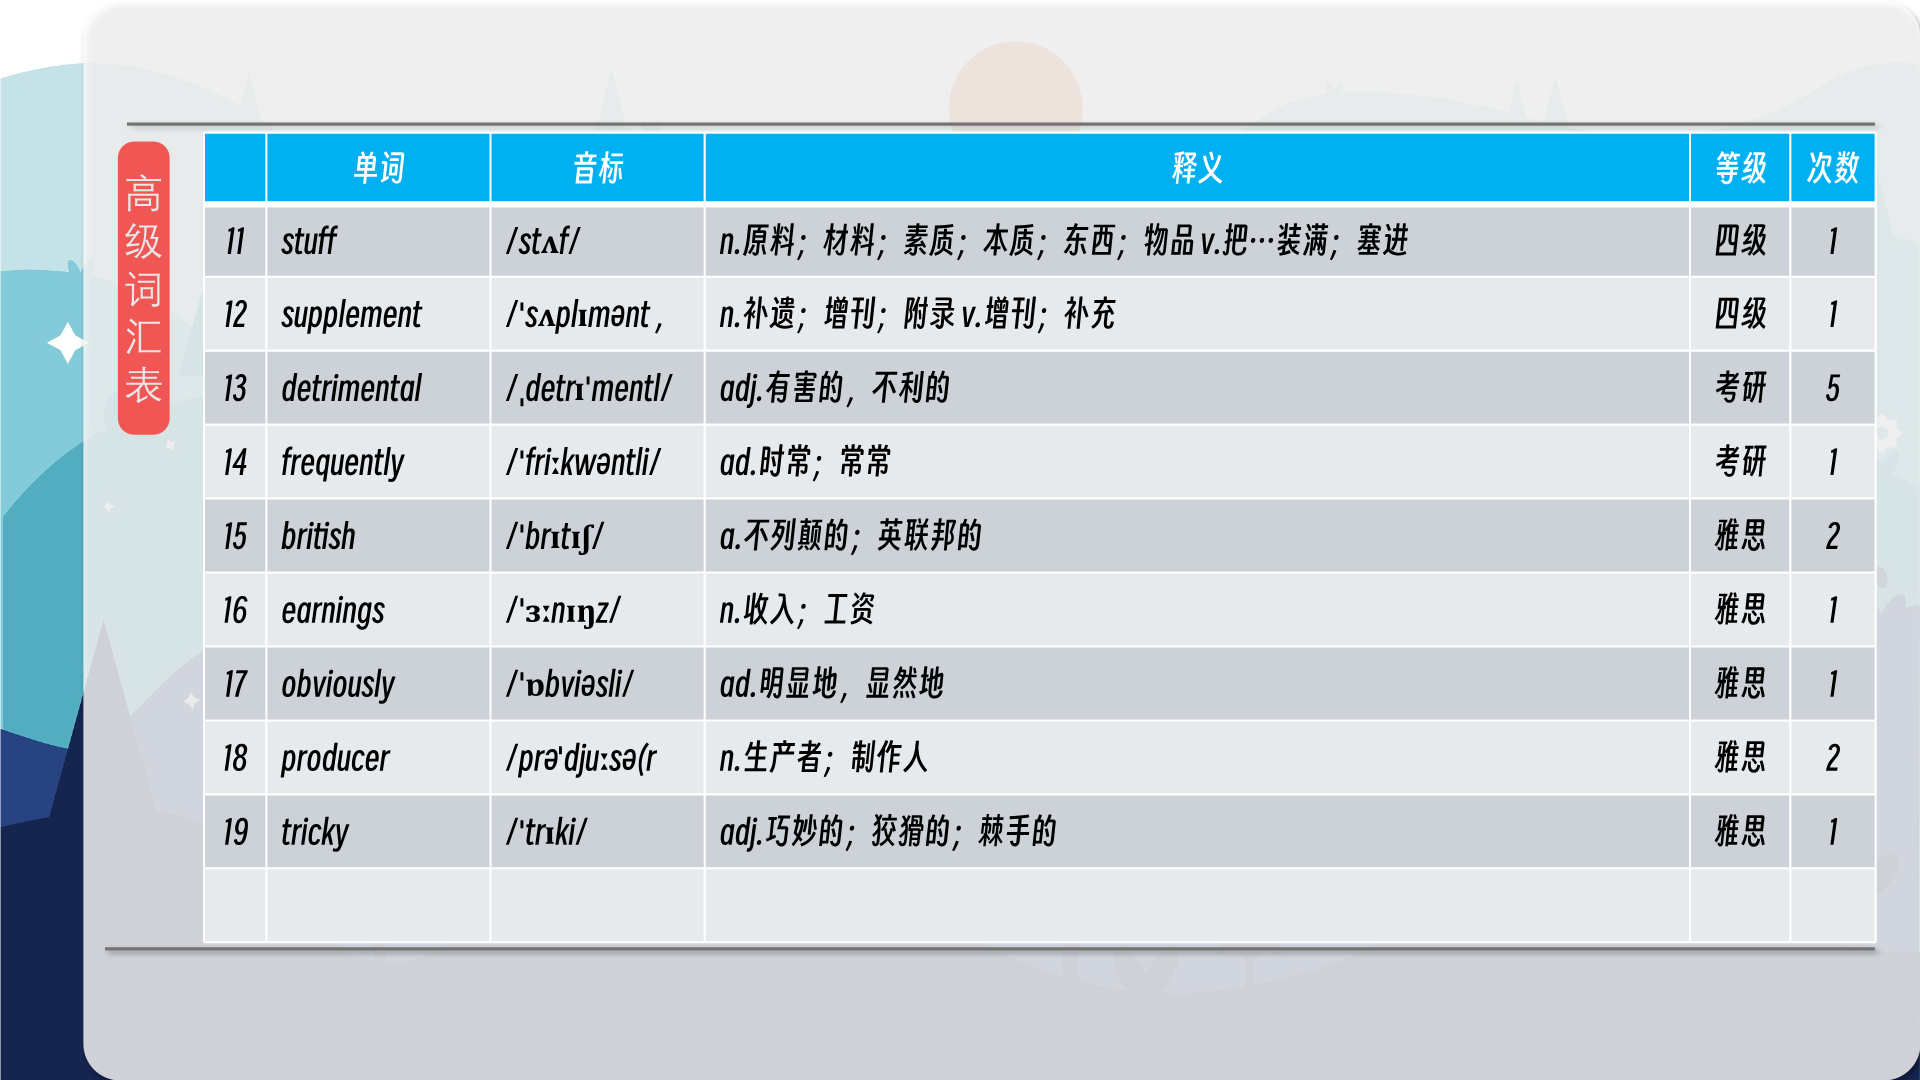 高级词汇表
单词 音标 释义 等级 次数
11 stuff /stʌf/ n.原料；材料；素质；本质；东西；物品 v.把…装满；塞进 四级 1
12 supplement /'sʌplɪmənt , n.补遗；增刊；附录 v.增刊；补充 四级 1
13 detrimental /ˌdetrɪ'mentl/ adj.有害的，不利的 考研 5
14 frequently /'friːkwəntli/ ad.时常；常常 考研 1
15 british /'brɪtɪʃ/ a.不列颠的；英联邦的 雅思 2
16 earnings /'ɜːnɪŋz/ n.收入；工资 雅思 1
17 obviously /'ɒbviəsli/ ad.明显地，显然地 雅思 1
18 producer /prə'djuːsə(r n.生产者；制作人 雅思 2
19 tricky /'trɪki/ adj.巧妙的；狡猾的；棘手的 雅思 1